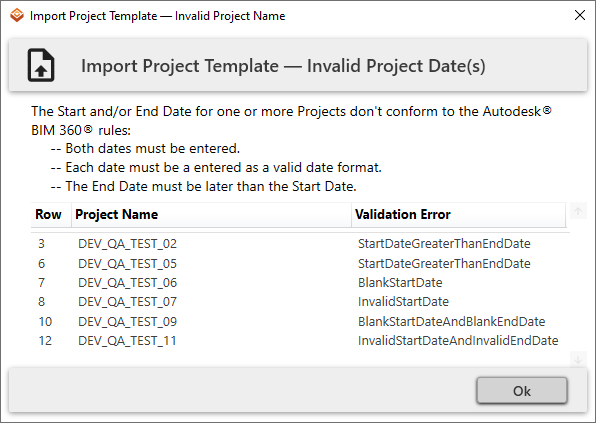 Import Project Template — Invalid Project Name
Import Project Template — Invalid Project Date(s)
The Start and/or End Date for one or more Projects don't conform to the Autodesk®
BIM 360® rules:
-- Both dates must be entered.
-- Each date must be a entered as a valid date format.
-- The End Date must be later than the Start Date.
Row Project Name Validation Error
3 DEV_QA_TEST_02 StartDateGreaterThanEndDate
6 DEV_QA_TEST_05 StartDateGreaterThanEndDate
7 DEV_QA_TEST_06 BlankStartDate
8 DEV_QA_TEST_07 InvalidStartDate
10 DEV_QA_TEST_09 BlankStartDateAndBlankEndDate
12 DEV_QA_TEST_11 InvalidStartDateAndInvalidEndDate
Ok